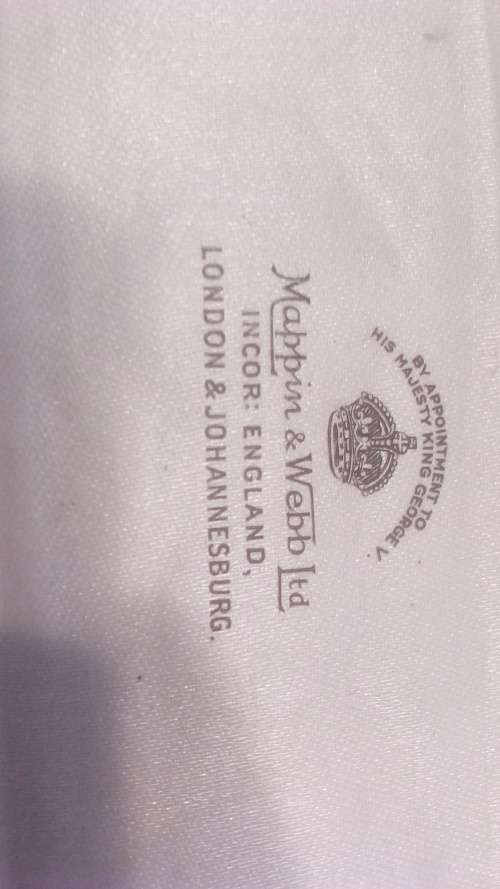 BY APPOINTMENT TO
HIS MAJESTY KING GEORGE V.
Mappin & Webb Ltd
INCOR: ENGLAND,
LONDON & JOHANNESBURG.